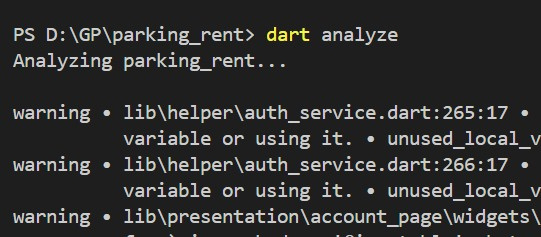 PS D:\GP\parking_rent> dart analyze
Analyzing parking_rent...
warning • lib\helper\auth_service.dart:265:17 •
variable or using it. • unused_local_v
warning • lib\helper\auth_service.dart:266:17 •
variable or using it. • unused_local_v
warning • lib\presentation\account_page\widgets\